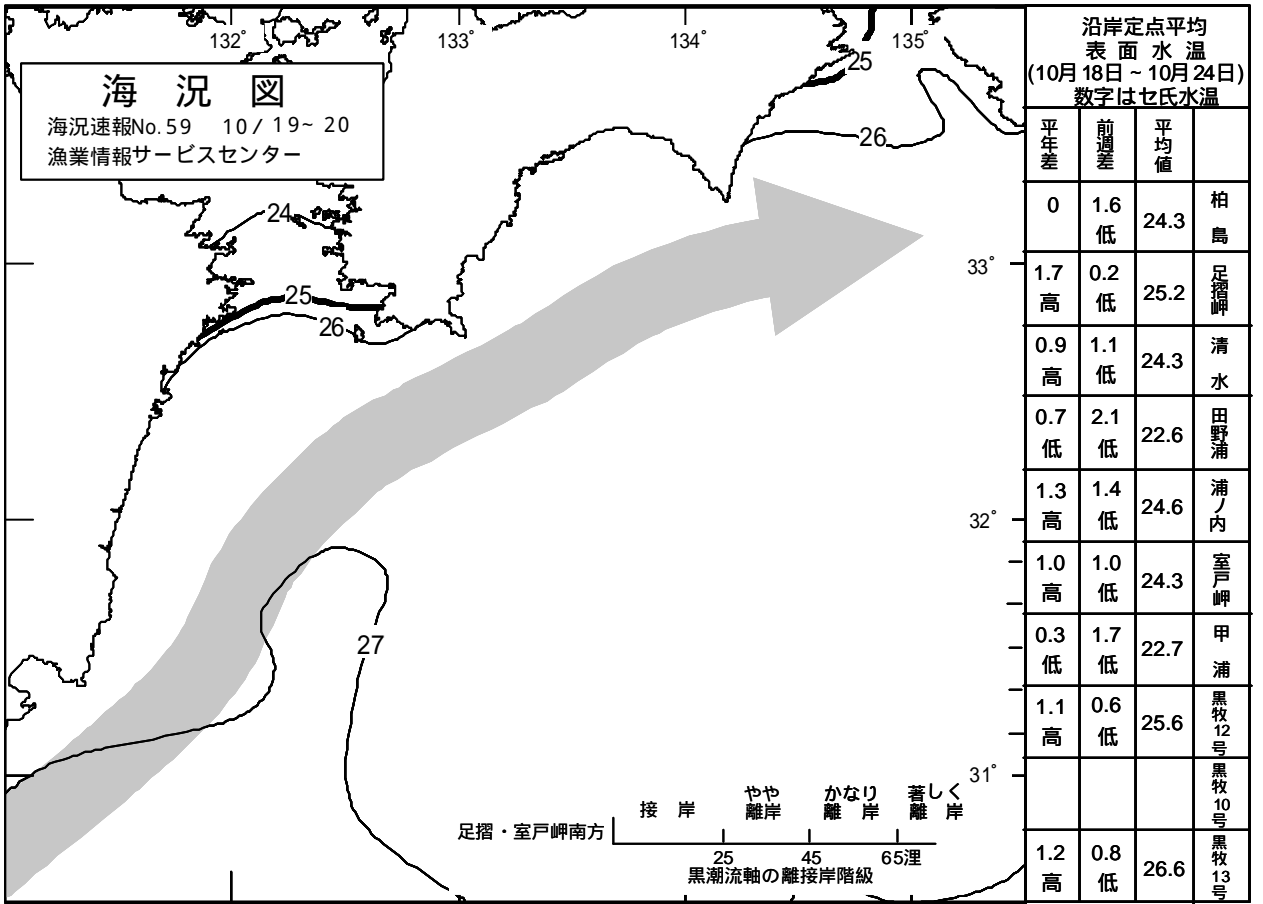 132° 133° 134° 135°
海 況 図
海況速報No.59 10/19~20
漁業情報サービスセンター
25
26
24
25
26
33°
32°
27
31°
接 岸 やや離岸 かなり離岸 著しく離岸
足摺・室戸岬南方
25 45 65浬
黒潮流軸の離接岸階級
沿岸定点平均
表 面 水 温
(10月18日~10月24日)
数字はセ氏水温
平年差 前週差 平均値
0 1.6低 24.3 柏島
1.7高 0.2低 25.2 足摺岬
0.9高 1.1低 24.3 清水
0.7低 2.1低 22.6 田野浦
1.3高 1.4低 24.6 浦ノ内
1.0高 1.0低 24.3 室戸岬
0.3低 1.7低 22.7 甲浦
1.1高 0.6低 25.6 黒牧12号
黒牧10号
1.2高 0.8低 26.6 黒牧13号